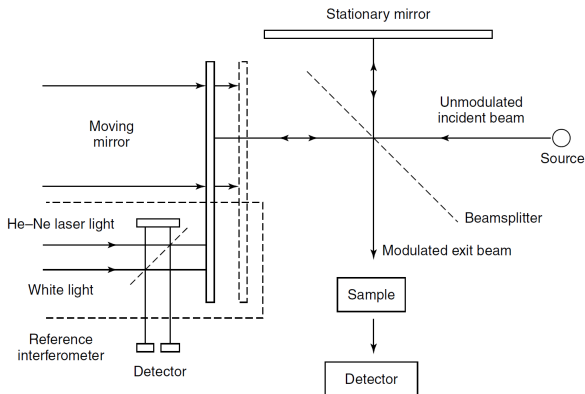 Stationary mirror
Unmodulated
incident beam
Moving
mirror
Source
Beamsplitter
He–Ne laser light
Modulated exit beam
White light
Sample
Reference
interferometer
Detector
Detector